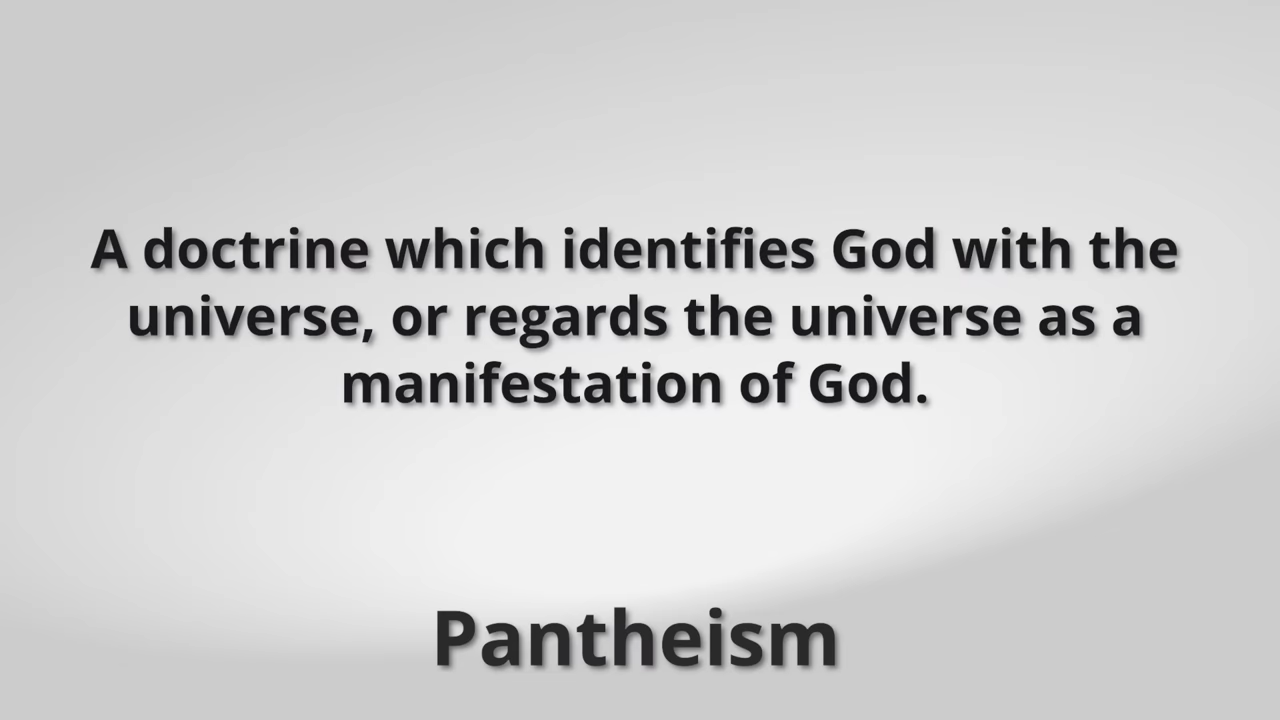 A doctrine which identifies God with the
universe, or regards the universe as a
manifestation of God.
Pantheism